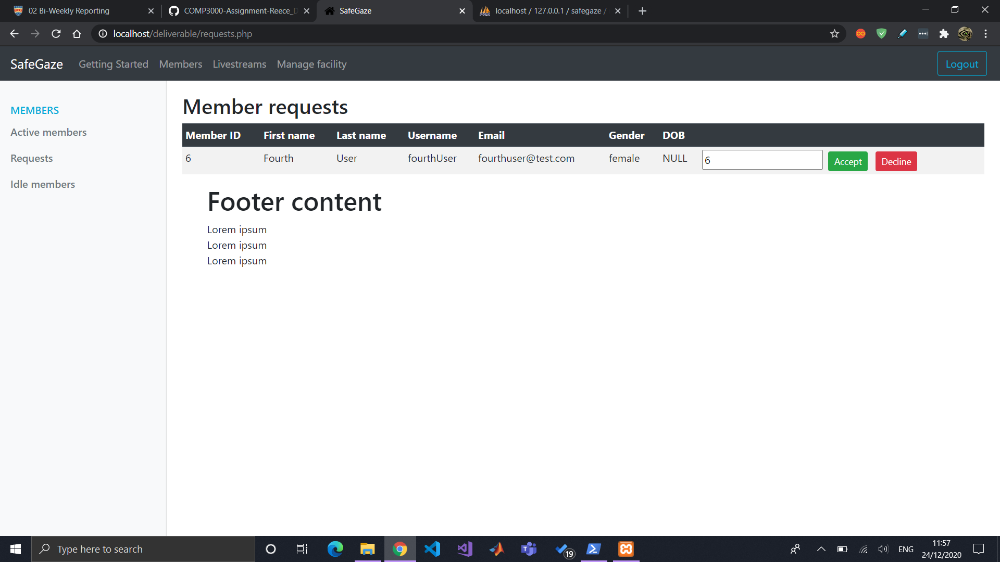 02 Bi-Weekly Reporting
COMP3000-Assignment-Reece_D
SafeGaze
localhost / 127.0.0.1 / safegaze /
localhost/deliverable/requests.php
SafeGaze Getting Started Members Livestreams Manage facility Logout
MEMBERS
Active members
Requests
Idle members
Member requests
Member ID First name Last name Username Email Gender DOB
6 Fourth User fourthUser fourthuser@test.com female NULL 6 Accept Decline
Footer content
Lorem ipsum
Lorem ipsum
Lorem ipsum
Type here to search
19
ENG
11:57
24/12/2020